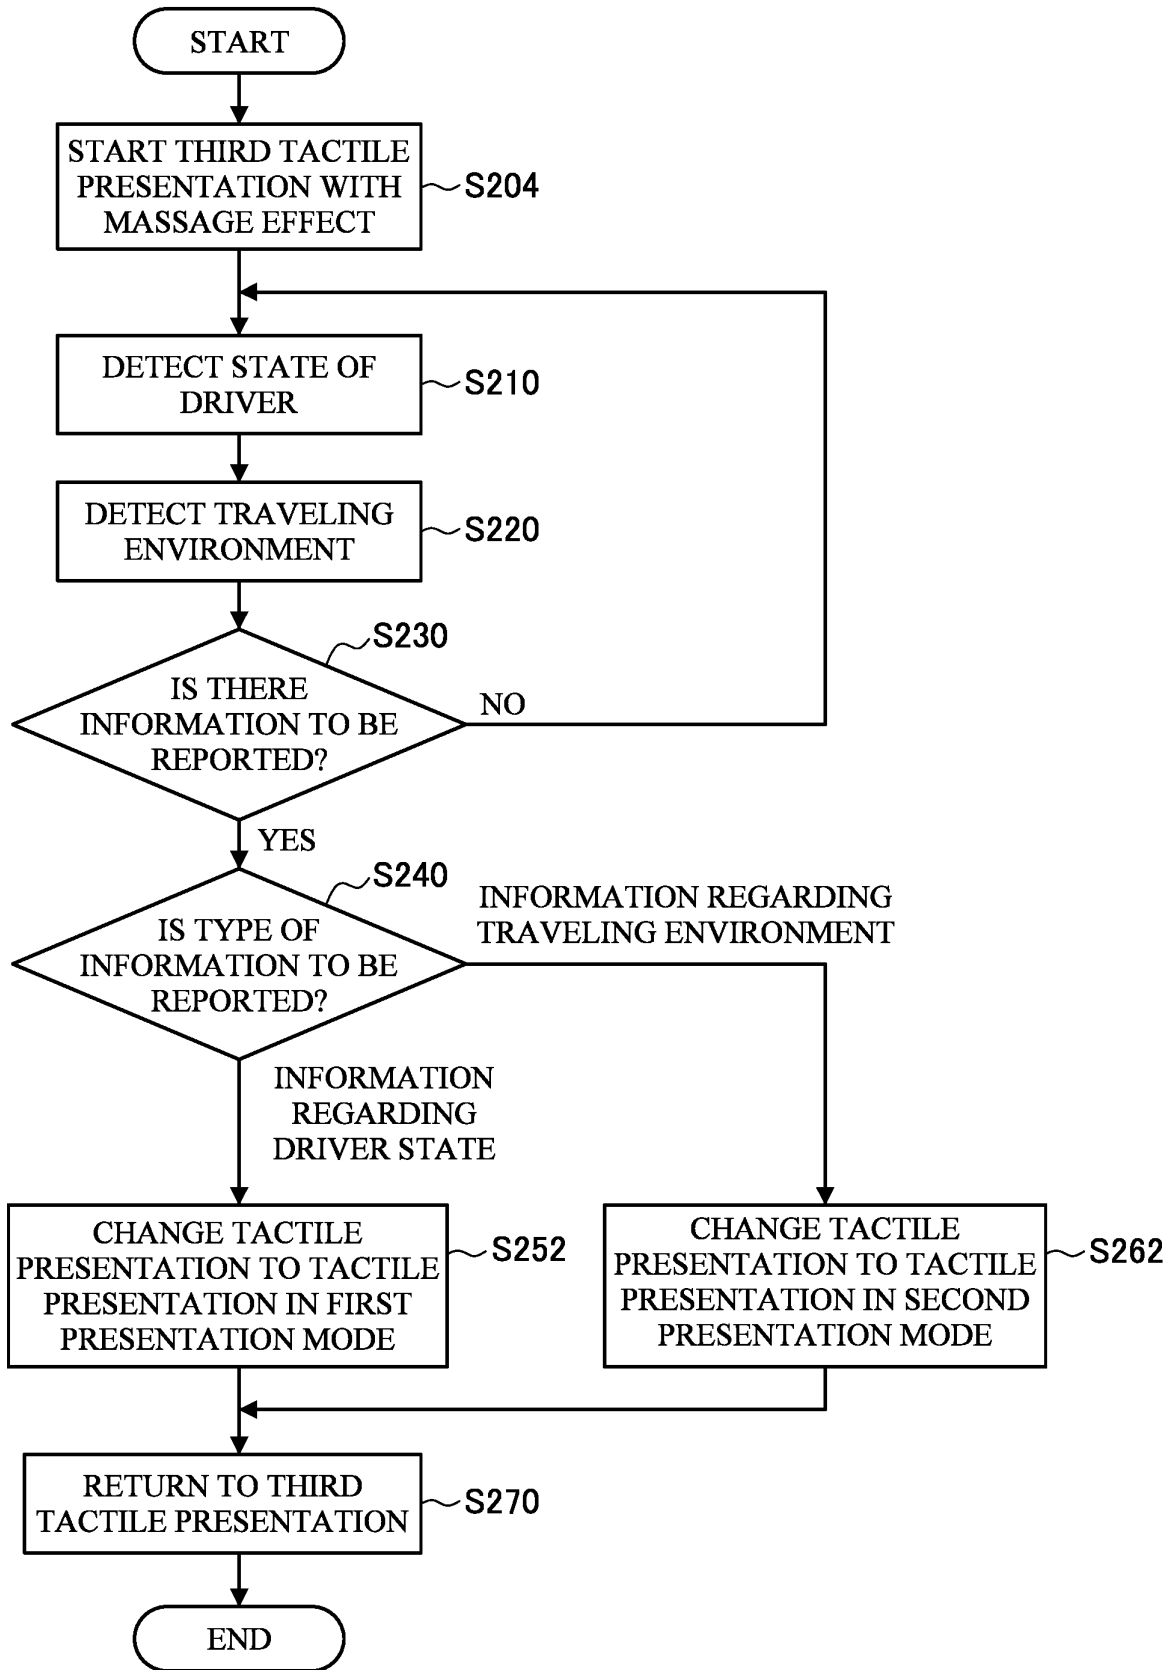 START
START THIRD TACTILE
PRESENTATION WITH
MASSAGE EFFECT
S204
DETECT STATE OF
DRIVER
S210
DETECT TRAVELING
ENVIRONMENT
S220
S230
IS THERE
INFORMATION TO BE
REPORTED?
NO
YES
S240
IS TYPE OF
INFORMATION TO BE
REPORTED?
INFORMATION REGARDING
TRAVELING ENVIRONMENT
INFORMATION
REGARDING
DRIVER STATE
CHANGE TACTILE
PRESENTATION TO TACTILE
PRESENTATION IN FIRST
PRESENTATION MODE
S252
CHANGE TACTILE
PRESENTATION TO TACTILE
PRESENTATION IN SECOND
PRESENTATION MODE
S262
RETURN TO THIRD
TACTILE PRESENTATION
S270
END